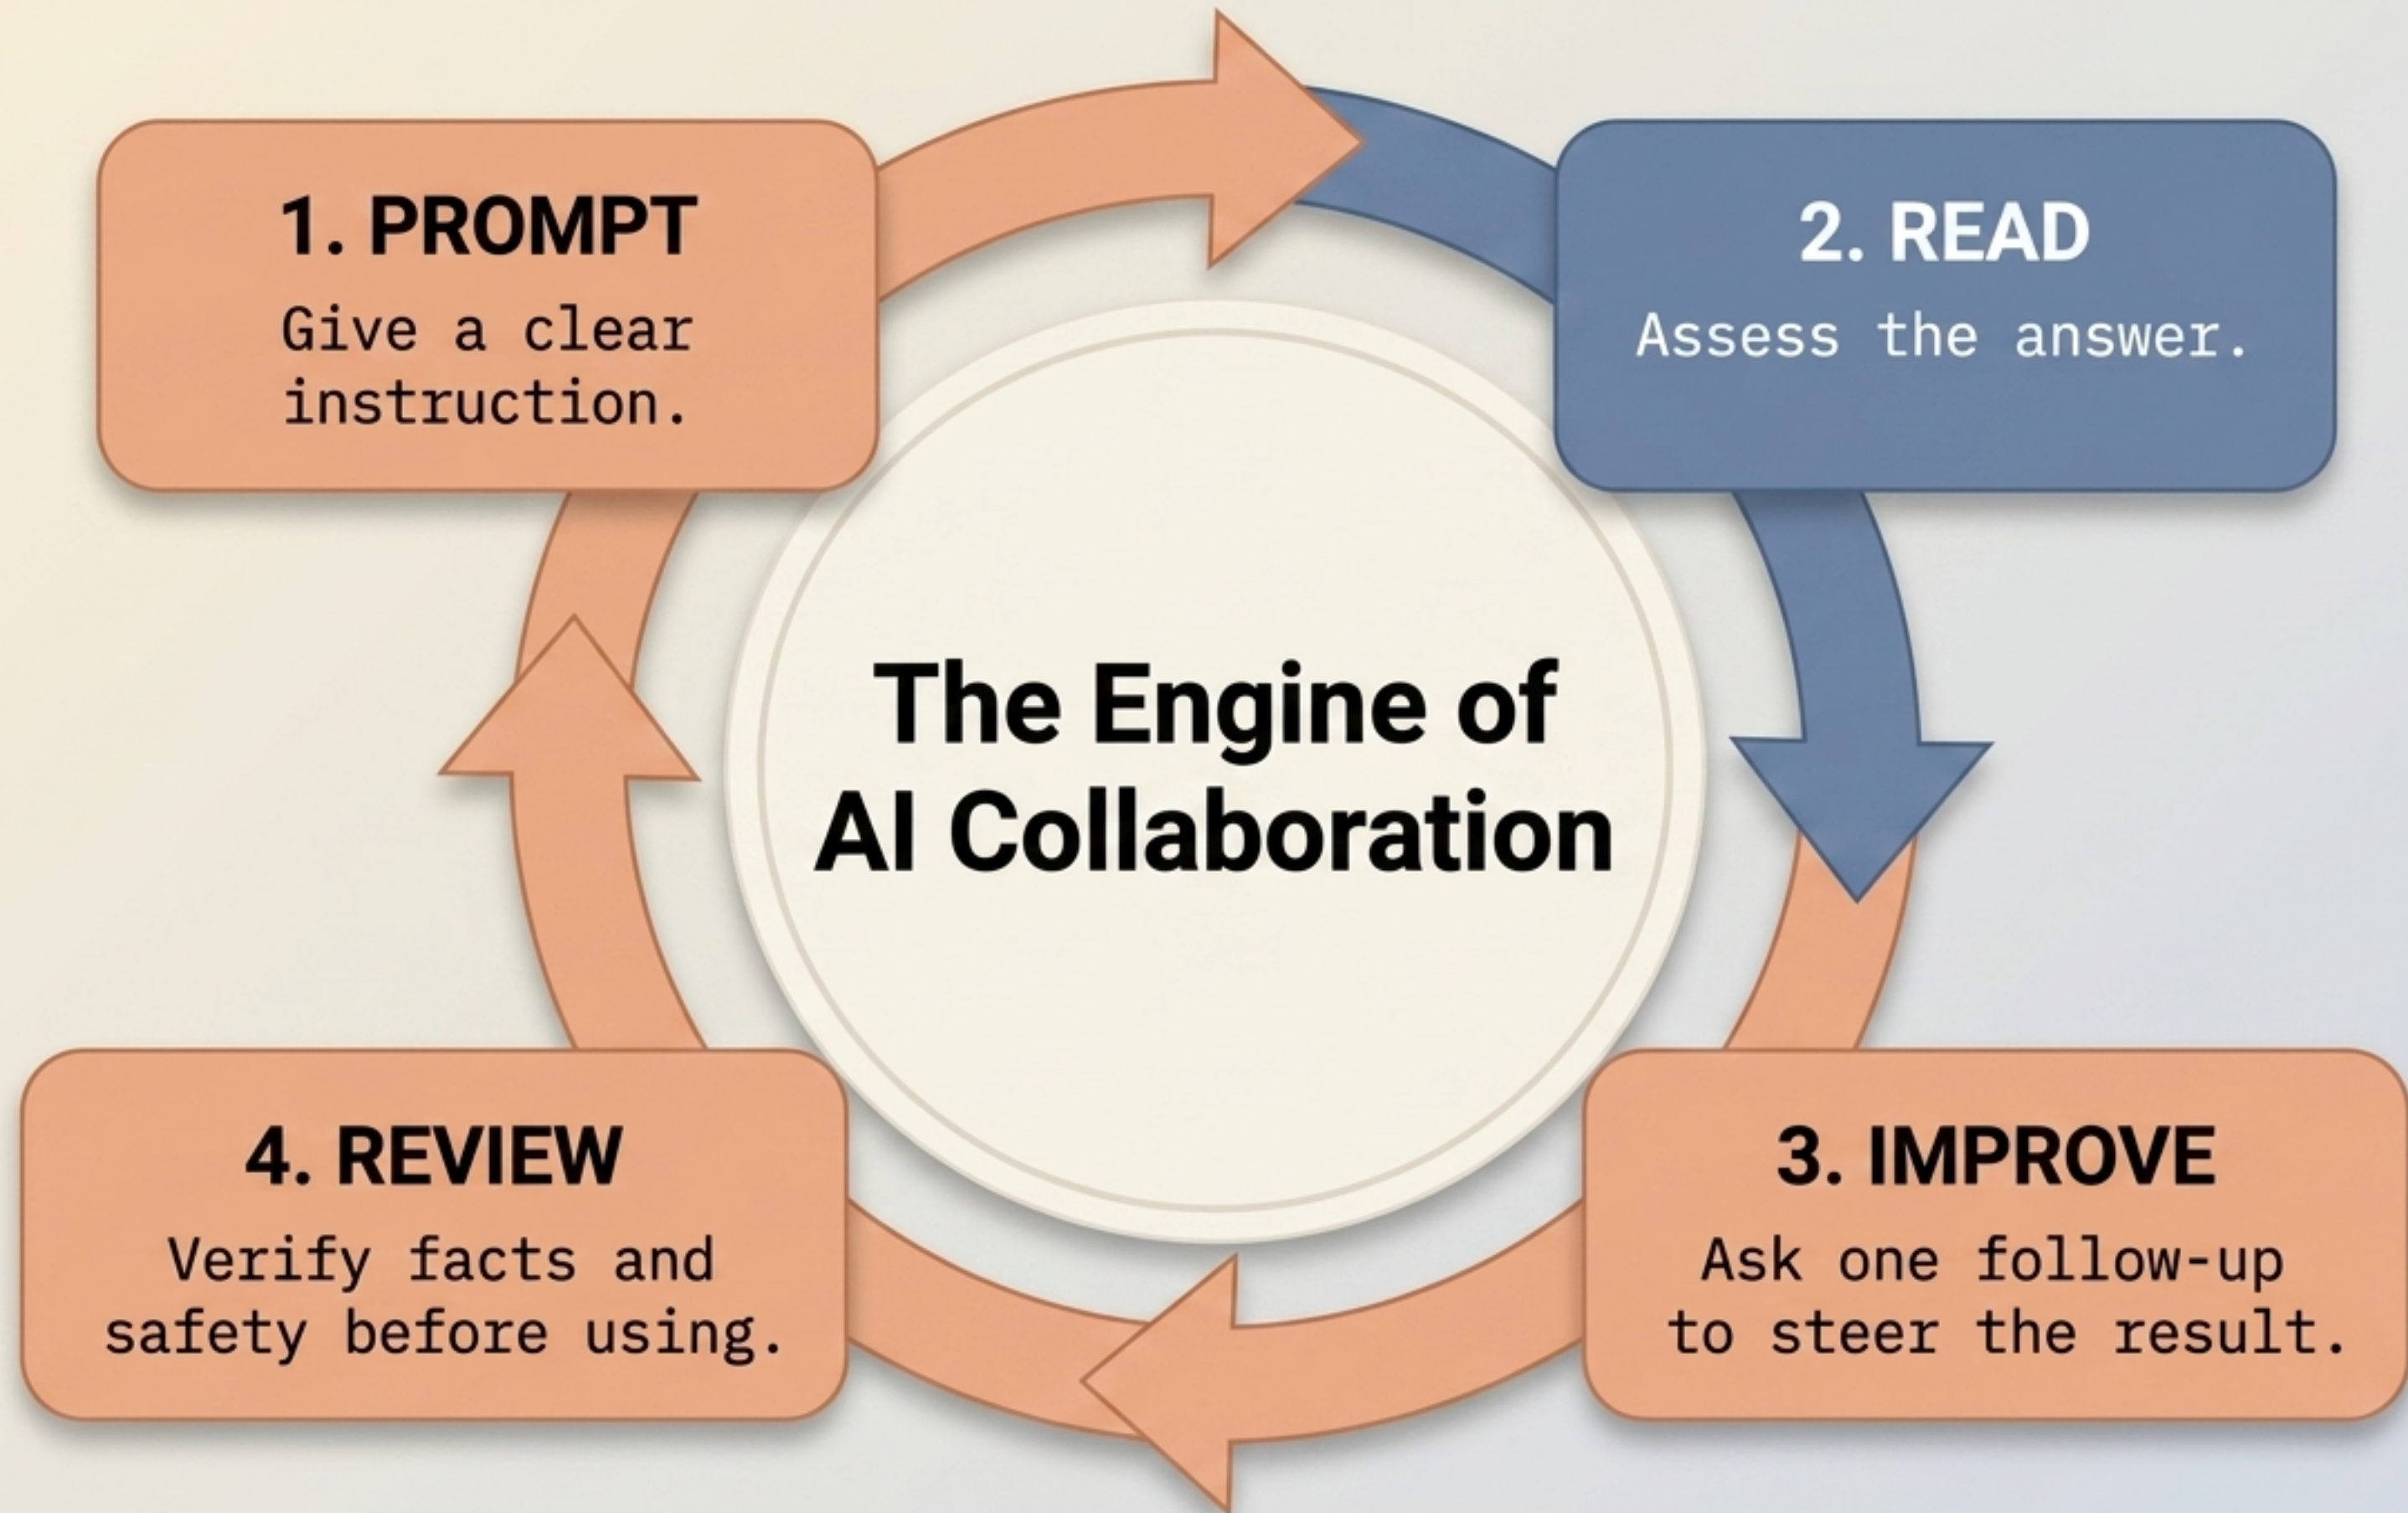 1. PROMPT
Give a clear
instruction.
2. READ
Assess the answer.
The Engine of
AI Collaboration
3. IMPROVE
Ask one follow-up
to steer the result.
4. REVIEW
Verify facts and
safety before using.